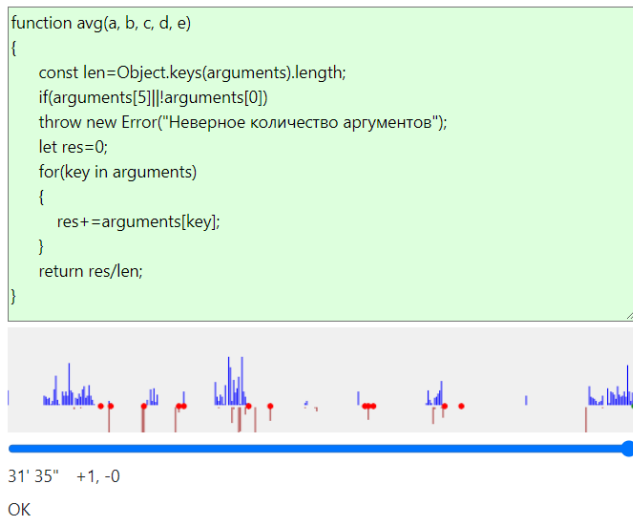 function avg(a, b, c, d, e)
{
const len=Object.keys(arguments).length;
if(arguments[5]||!arguments[0])
throw new Error("Неверное количество аргументов");
let res=0;
for(key in arguments)
{
res+=arguments[key];
}
return res/len;
}
31' 35" +1, -0
OK